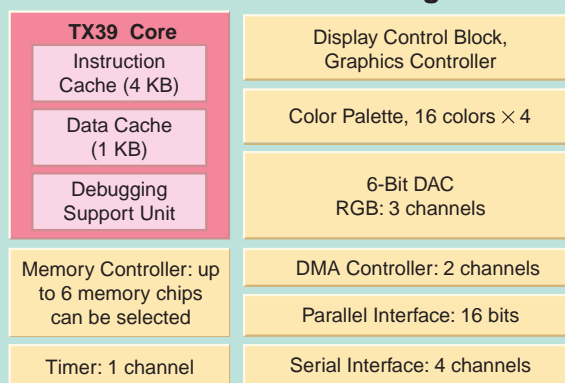 TX39 Core
Instruction
Cache (4 KB)
Data Cache
(1 KB)
Debugging
Support Unit
Memory Controller: up
to 6 memory chips
can be selected
Timer: 1 channel
Display Control Block,
Graphics Controller
Color Palette, 16 colors × 4
6-Bit DAC
RGB: 3 channels
DMA Controller: 2 channels
Parallel Interface: 16 bits
Serial Interface: 4 channels